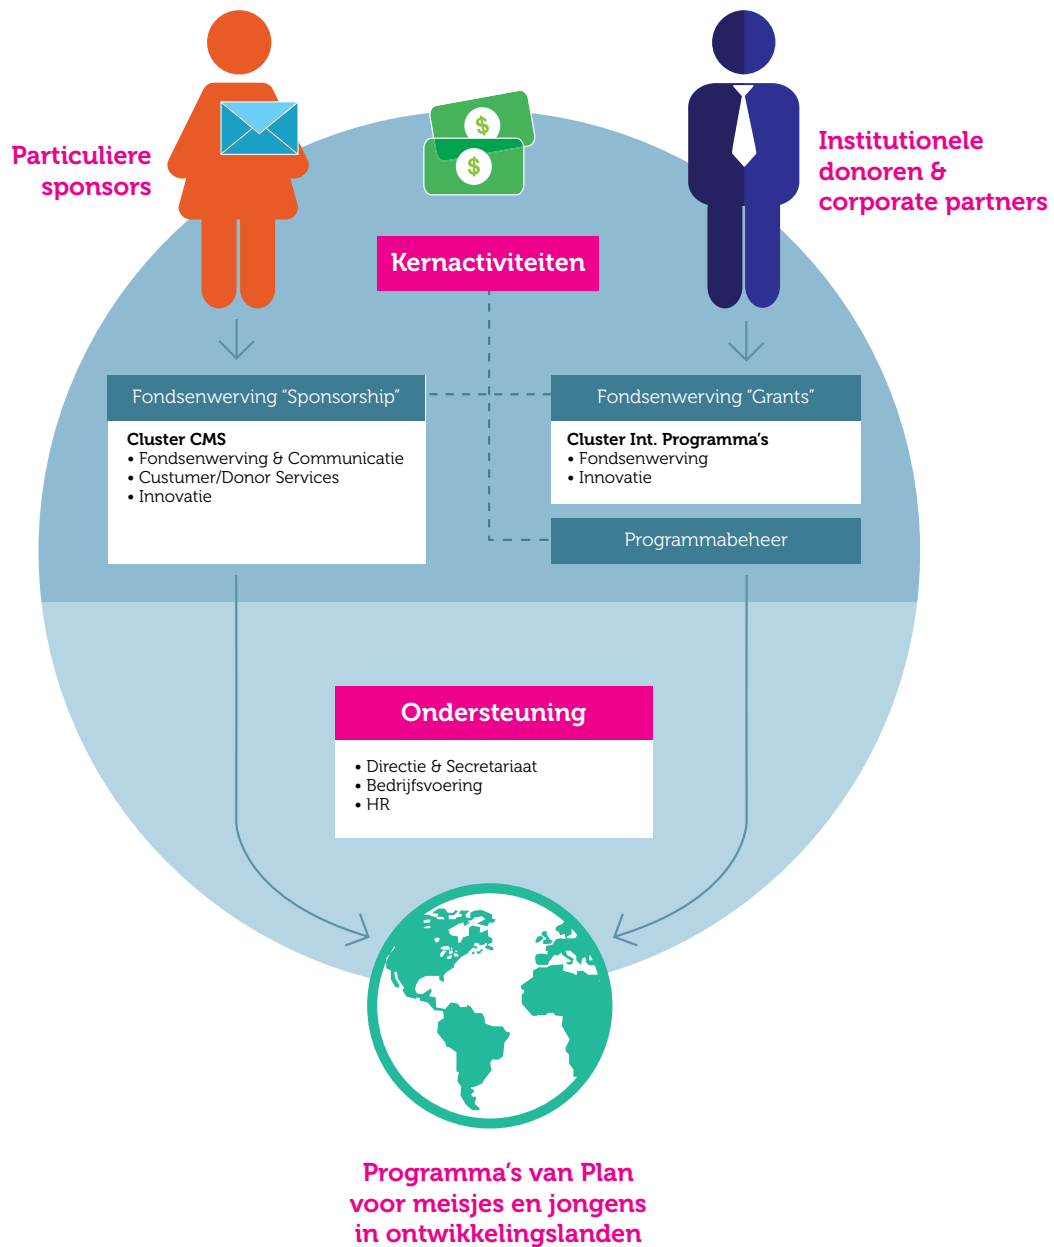 Particuliere
sponsors
$
$
Institutionele
donoren &
corporate partners
Kernactiviteiten
Fondsenwerving “Sponsorship”
Cluster CMS
• Fondsenwerving & Communicatie
• Custumer/Donor Services
• Innovatie
Fondsenwerving “Grants”
Cluster Int. Programma’s
• Fondsenwerving
• Innovatie
Programmabeheer
Ondersteuning
• Directie & Secretariaat
• Bedrijfsvoering
• HR
Programma’s van Plan
voor meisjes en jongens
in ontwikkelingslanden